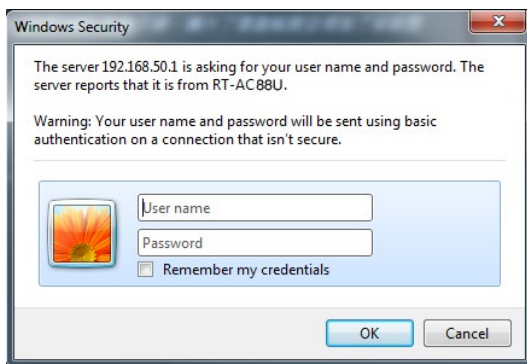 Windows Security
The server 192.168.50.1 is asking for your user name and password. The
server reports that it is from RT-AC88U.
Warning: Your user name and password will be sent using basic
authentication on a connection that isn't secure.
User name
Password
Remember my credentials
OK
Cancel